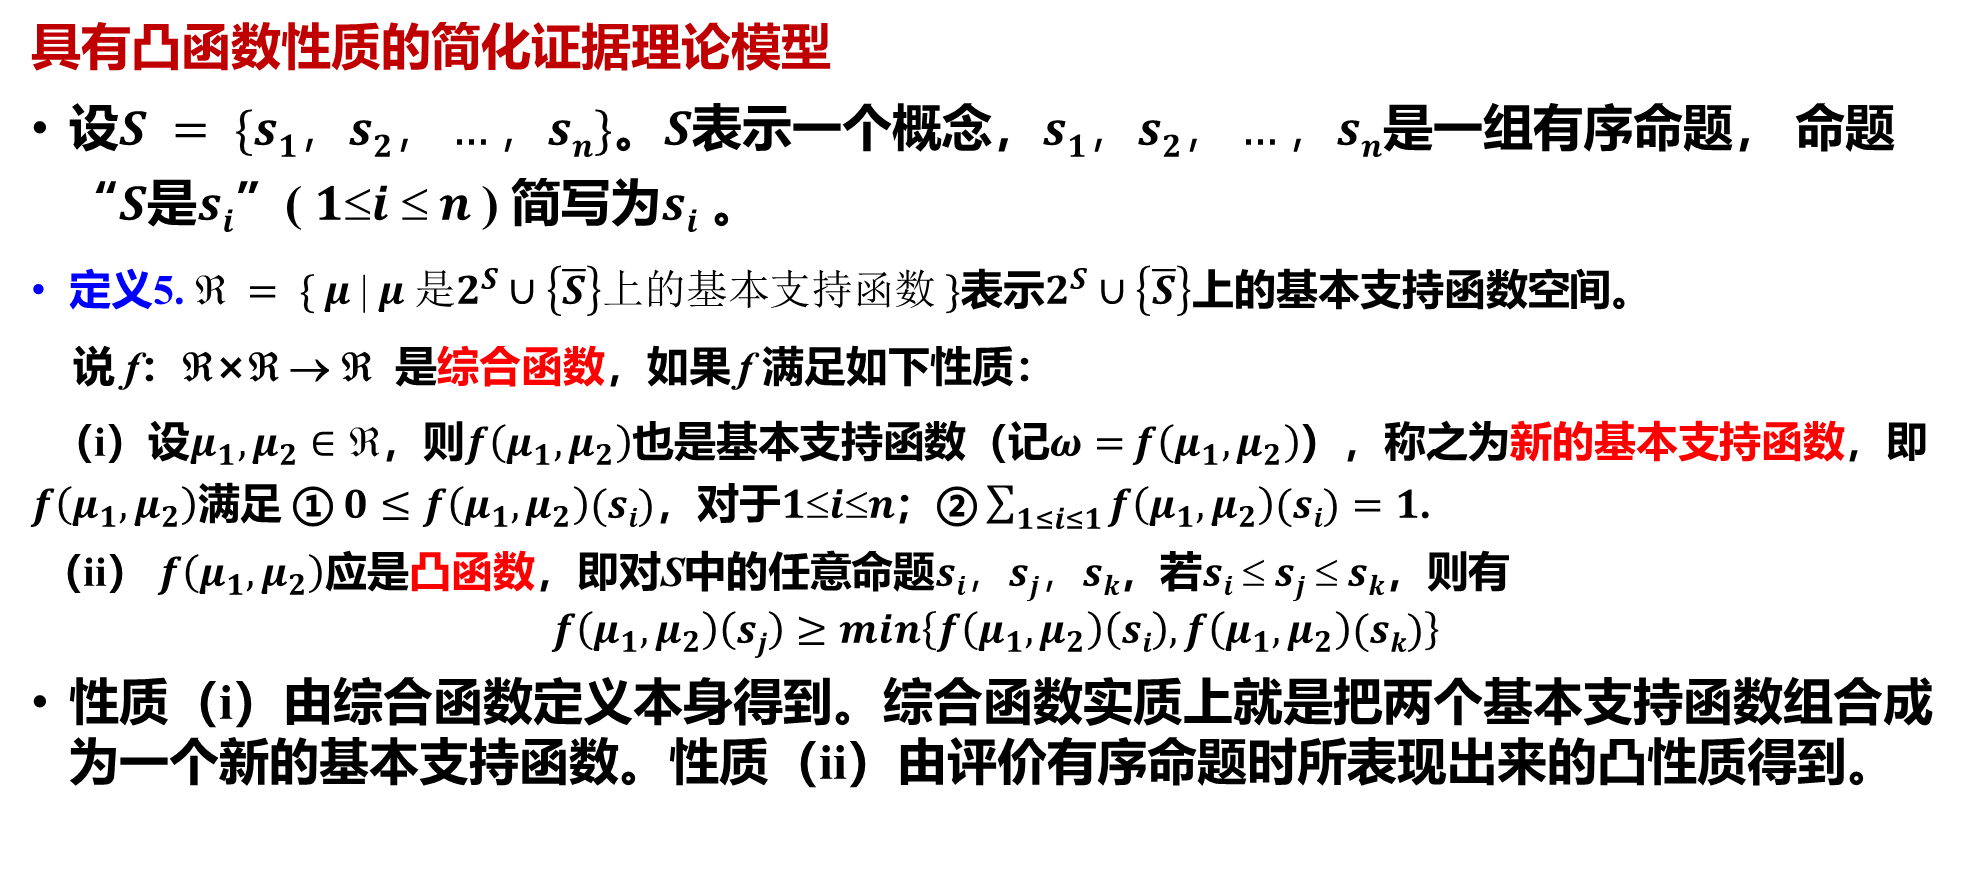 具有凸函数性质的简化证据理论模型
• 设S = {s₁, s₂, …, sₙ}。S表示一个概念，s₁, s₂, …, sₙ是一组有序命题， 命题
“S是sᵢ”( 1≤i ≤ n ) 简写为sᵢ 。
• 定义5. ℜ = { μ | μ 是2^S ∪ {S̅}上的基本支持函数 }表示2^S ∪ {S̅}上的基本支持函数空间。
说 f：ℜ×ℜ → ℜ 是综合函数，如果 f 满足如下性质：
（i）设μ₁, μ₂ ∈ ℜ，则f(μ₁, μ₂)也是基本支持函数（记ω = f(μ₁, μ₂)），称之为新的基本支持函数，即
f(μ₁, μ₂)满足 ① 0 ≤ f(μ₁, μ₂)(sᵢ)，对于1≤i≤n；② ∑_{1≤i≤1} f(μ₁, μ₂)(sᵢ) = 1.
（ii） f(μ₁, μ₂)应是凸函数，即对S中的任意命题sᵢ，sⱼ，sₖ，若sᵢ ≤ sⱼ ≤ sₖ，则有
f(μ₁, μ₂)(sⱼ) ≥ min{f(μ₁, μ₂)(sᵢ), f(μ₁, μ₂)(sₖ)}
• 性质（i）由综合函数定义本身得到。综合函数实质上就是把两个基本支持函数组合成
为一个新的基本支持函数。性质（ii）由评价有序命题时所表现出来的凸性质得到。